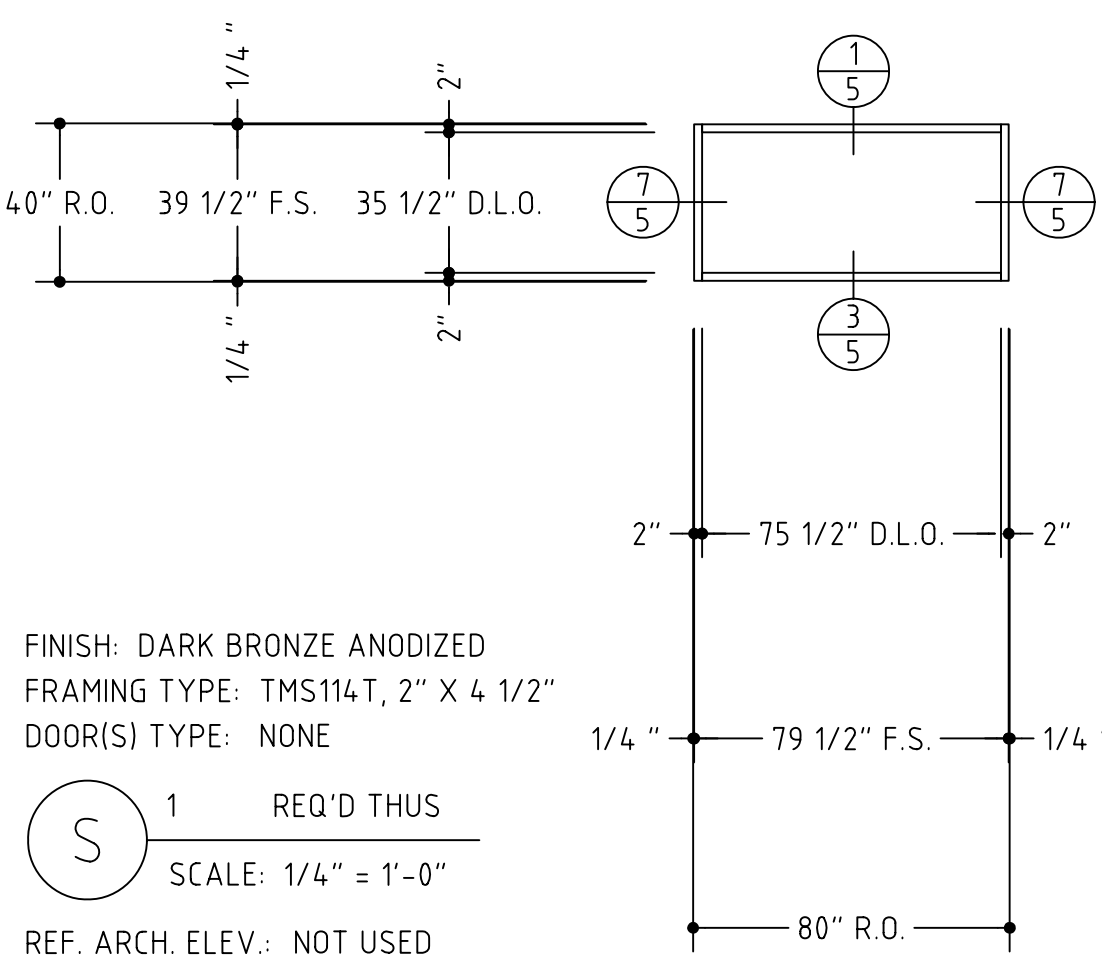 1/4 "
2"
1
5
40" R.O.
39 1/2" F.S.
35 1/2" D.L.O.
7
5
7
5
1/4 "
2"
3
5
2"
75 1/2" D.L.O.
2"
FINISH: DARK BRONZE ANODIZED
FRAMING TYPE: TMS114T, 2" X 4 1/2"
DOOR(S) TYPE: NONE
1/4 "
79 1/2" F.S.
1/4 "
S
1 REQ'D THUS
SCALE: 1/4" = 1'-0"
80" R.O.
REF. ARCH. ELEV.: NOT USED